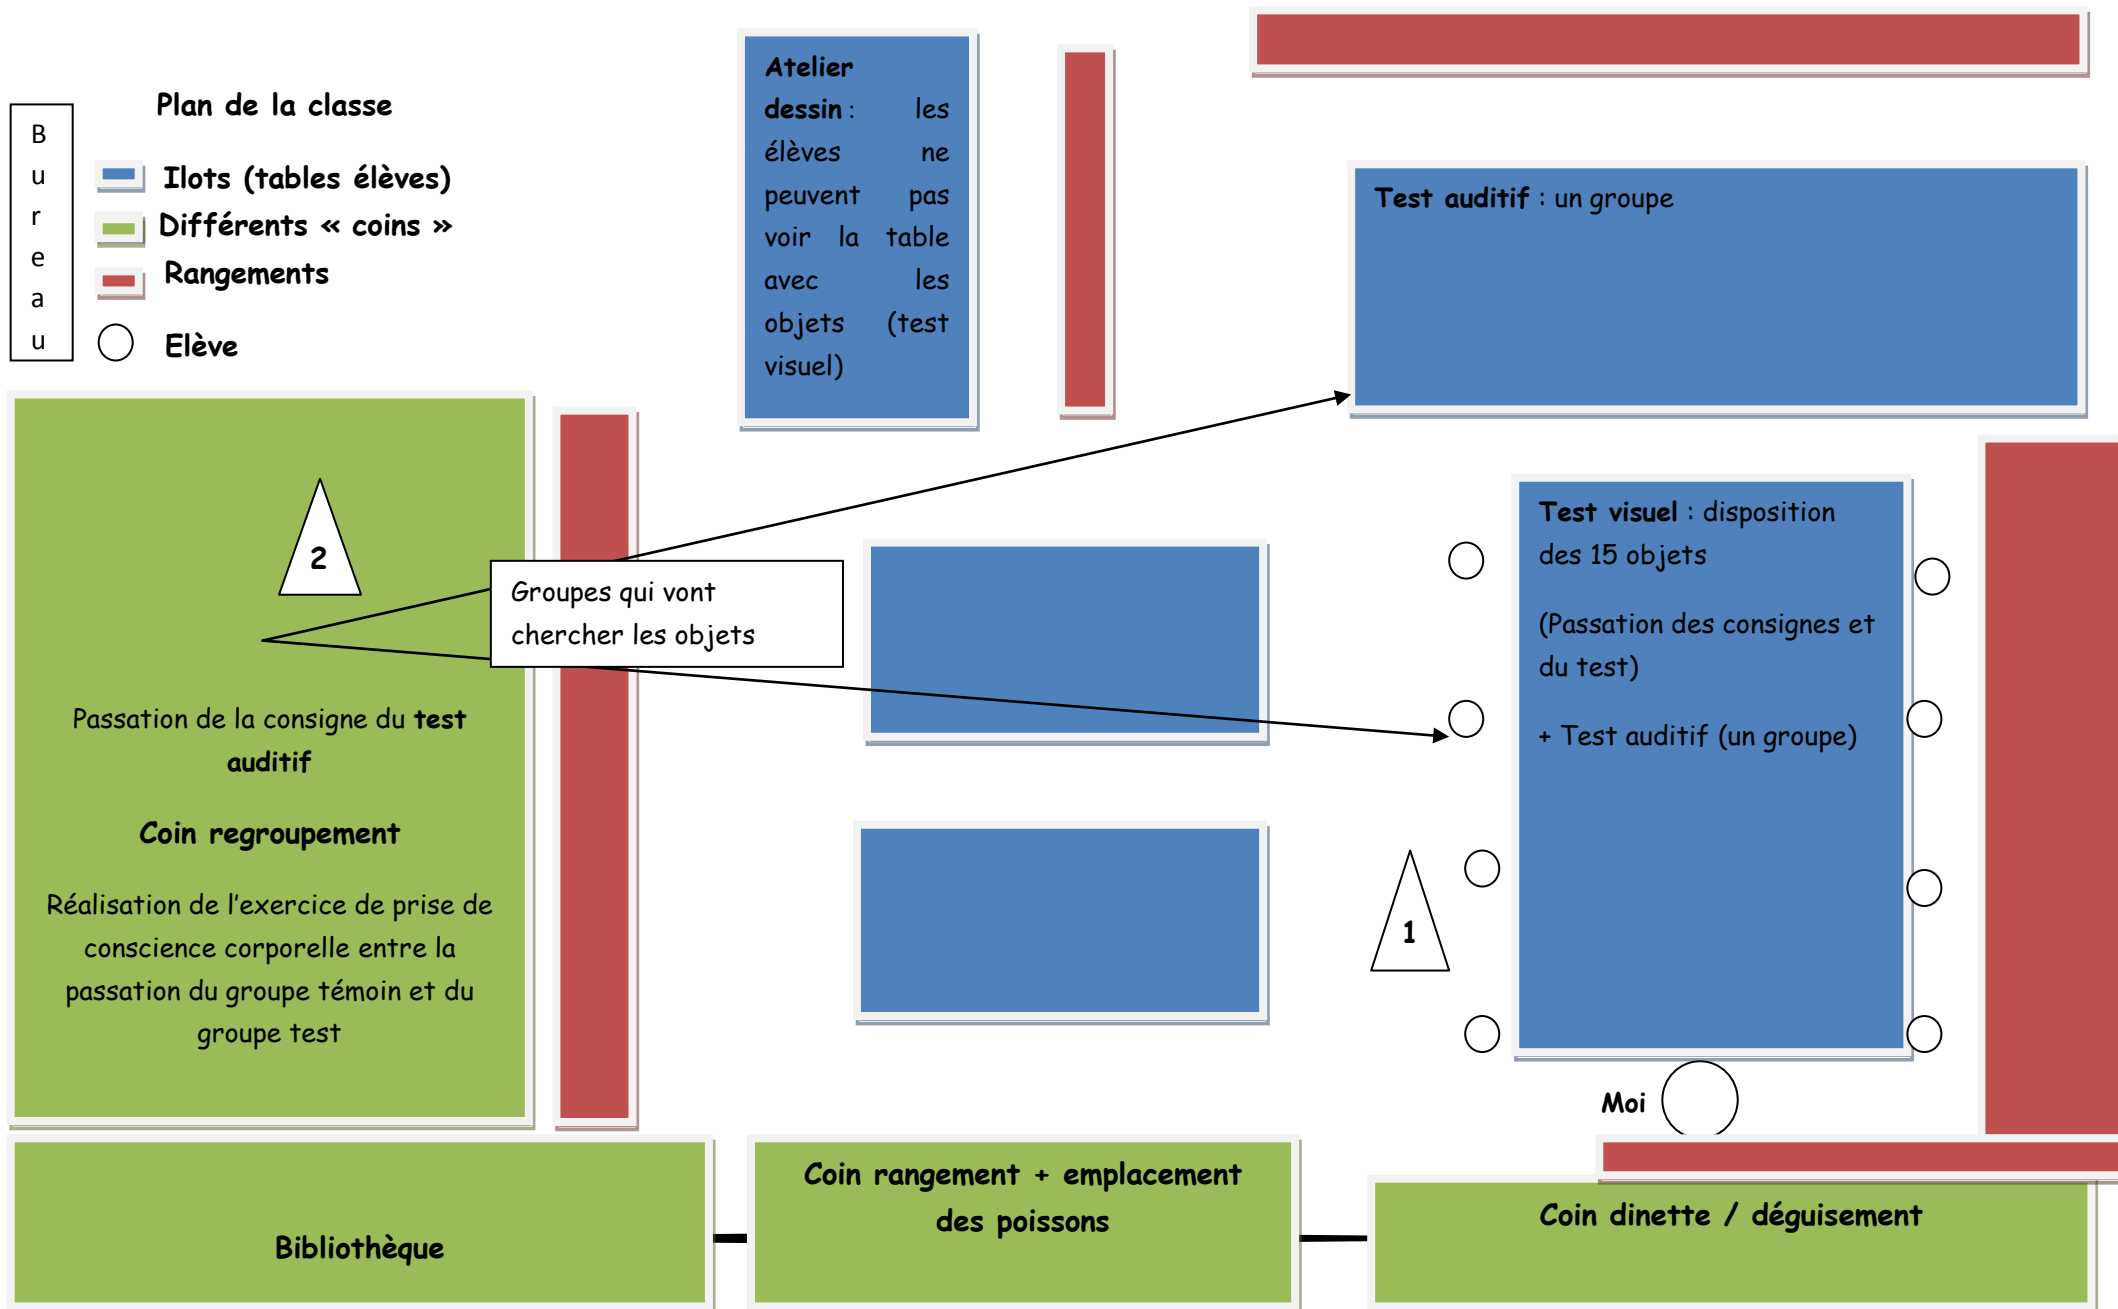 Plan de la classe
Bureau
Ilots (tables élèves)
Différents « coins »
Rangements
Elève
Atelier
dessin : les
élèves ne
peuvent pas
voir la table
avec les
objets (test
visuel)
Test auditif : un groupe
2
Groupes qui vont
chercher les objets
Passation de la consigne du test
auditif
Coin regroupement
Réalisation de l'exercice de prise de
conscience corporelle entre la
passation du groupe témoin et du
groupe test
Test visuel : disposition
des 15 objets
(Passation des consignes et
du test)
+ Test auditif (un groupe)
1
Moi
Bibliothèque
Coin rangement + emplacement
des poissons
Coin dinette / déguisement